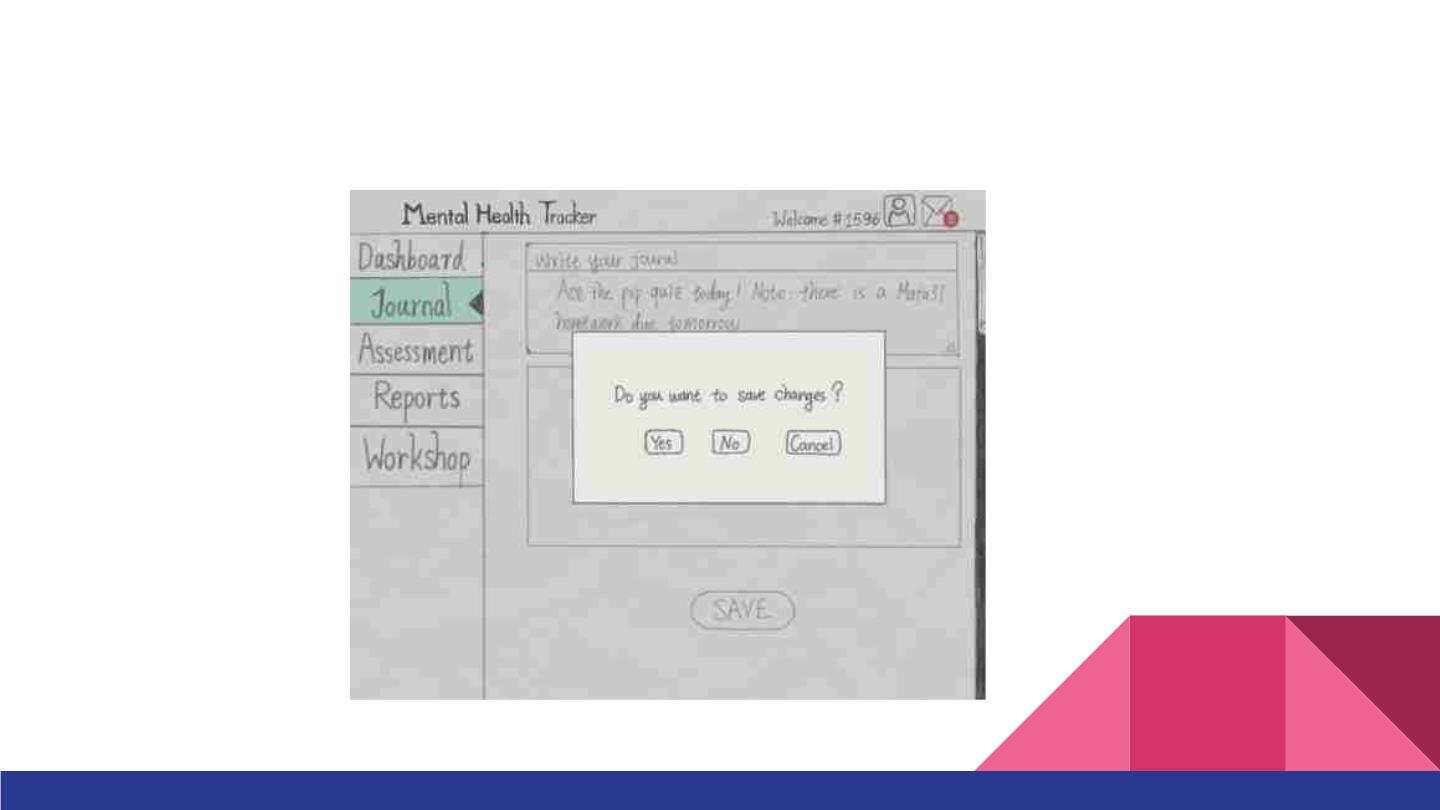 Mental Health Tracker
Welcome #1596
Dashboard
Journal
Assessment
Reports
Workshop
Write your
Ace the pop quiz today! Note: there is a
homework due tomorrow
Do you want to save changes?
Yes No Cancel
SAVE